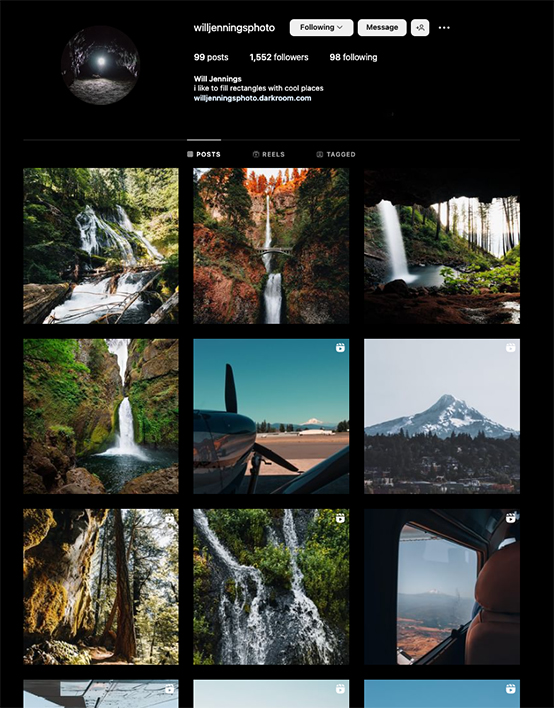 willjenningsphoto Following Message
99 posts 1,552 followers 98 following
Will Jennings
i like to fill rectangles with cool places
willjenningsphoto.darkroom.com
POSTS REELS TAGGED